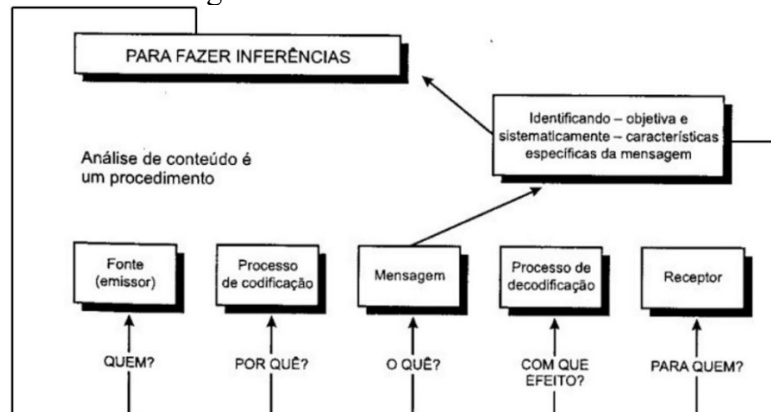 PARA FAZER INFERÊNCIAS
Identificando – objetiva e
sistematicamente – características
específicas da mensagem
Análise de conteúdo é
um procedimento
Fonte
(emissor)
Processo
de codificação
Mensagem
Processo de
decodificação
Receptor
QUEM?
POR QUÊ?
O QUÊ?
COM QUE
EFEITO?
PARA QUEM?